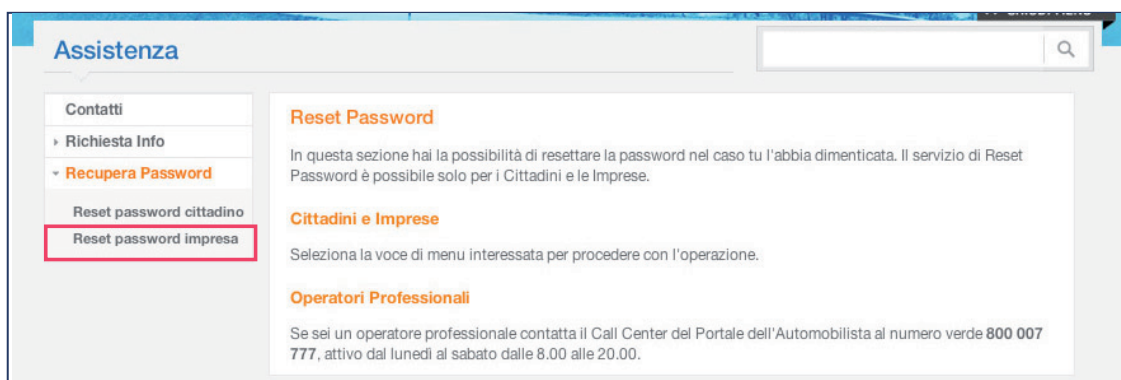 Assistenza
Contatti
Richiesta Info
Recupera Password
Reset password cittadino
Reset password impresa
Reset Password
In questa sezione hai la possibilità di resettare la password nel caso tu l'abbia dimenticata. Il servizio di Reset
Password è possibile solo per i Cittadini e le Imprese.
Cittadini e Imprese
Seleziona la voce di menu interessata per procedere con l'operazione.
Operatori Professionali
Se sei un operatore professionale contatta il Call Center del Portale dell'Automobilista al numero verde 800 007
777, attivo dal lunedì al sabato dalle 8.00 alle 20.00.